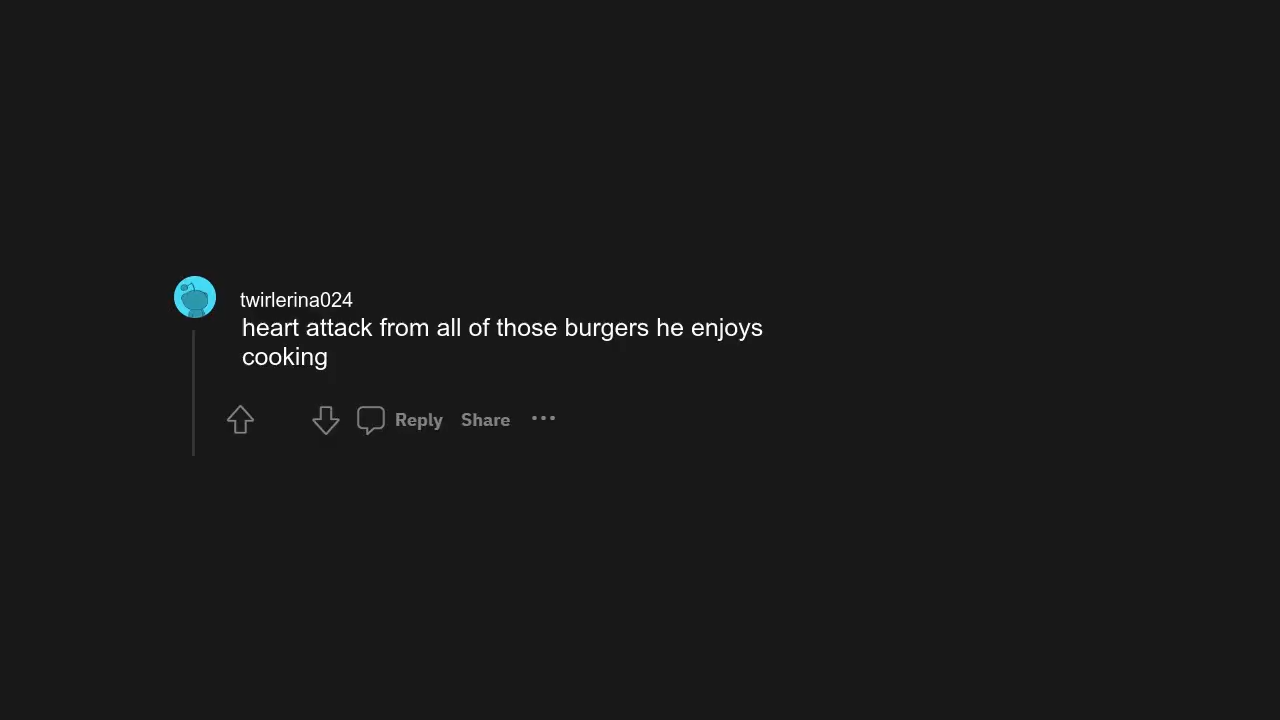 twirlerina024
heart attack from all of those burgers he enjoys
cooking
Reply Share